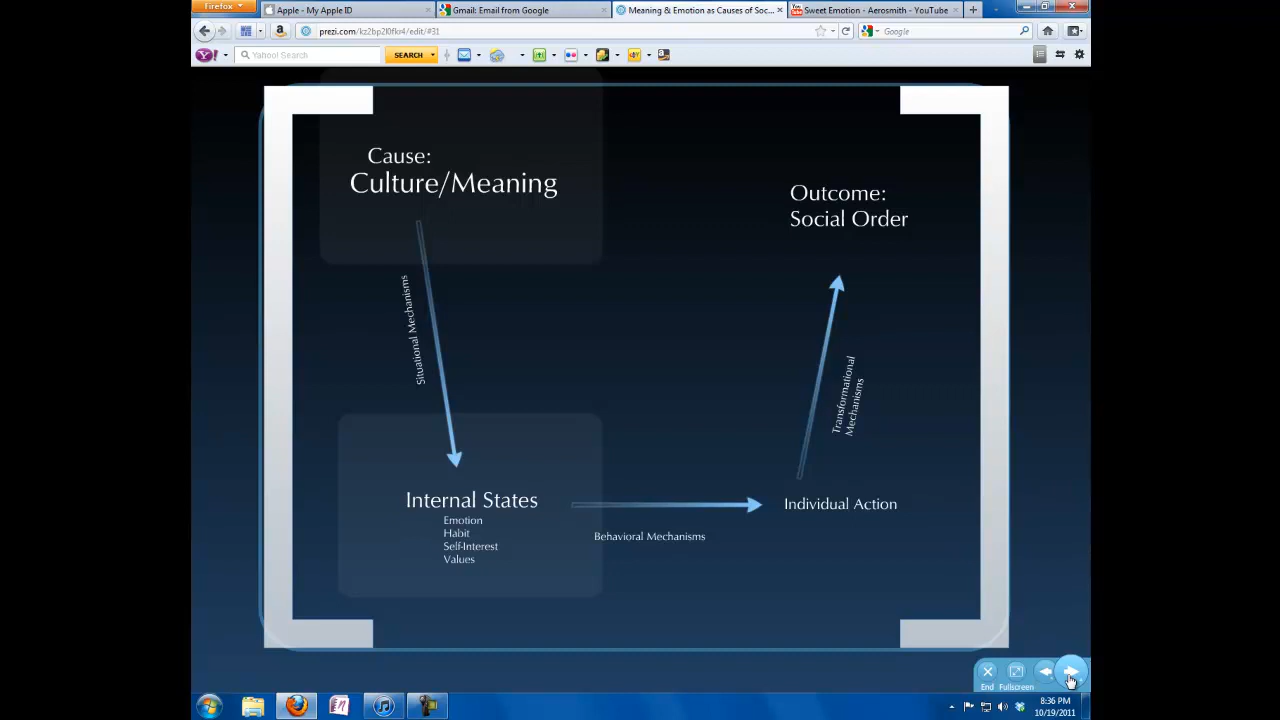 Firefox
Apple - My Apple ID
Gmail: Email from Google
Meaning & Emotion as Causes of Soc...
Sweet Emotion - Aerosmith - YouTube
prezi.com/kz2bp2l0fkr4/edit/#31
Google
Yahoo! Search
SEARCH
Cause:
Culture/Meaning
Outcome:
Social Order
Situational Mechanisms
Transformational
Mechanisms
Internal States
Emotion
Habit
Self-Interest
Values
Behavioral Mechanisms
Individual Action
End
Fullscreen
8:36 PM
10/19/2011